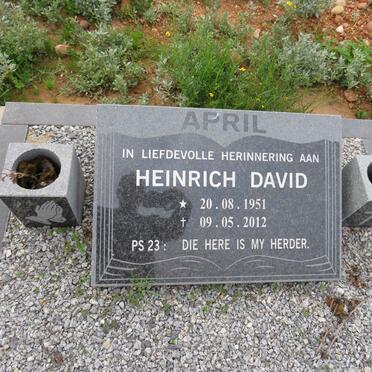 APRIL
IN LIEFDEVOLLE HERINNERING AAN
HEINRICH DAVID
★ 20.08.1951
† 09.05.2012
PS 23: DIE HERE IS MY HERDER.